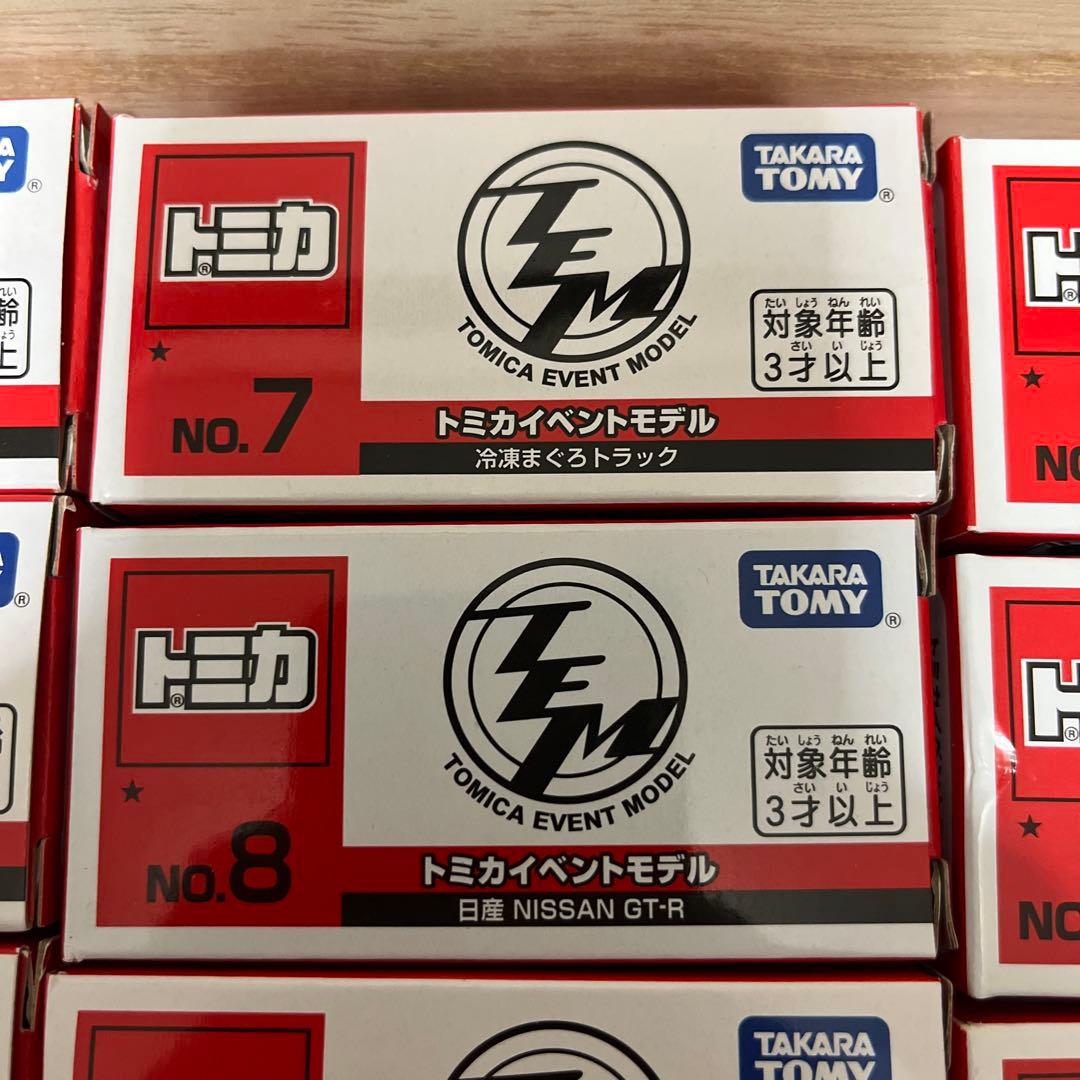 トミカ
®
TEM
TOMICA EVENT MODEL
TAKARA
TOMY
®
たい しょう ねん れい
対象年齢
さい い じょう
3才以上
★
NO.7
トミカイベントモデル
冷凍まぐろトラック
トミカ
®
TEM
TOMICA EVENT MODEL
TAKARA
TOMY
®
たい しょう ねん れい
対象年齢
さい い じょう
3才以上
★
NO.8
トミカイベントモデル
日産 NISSAN GT-R
TAKARA
TOMY